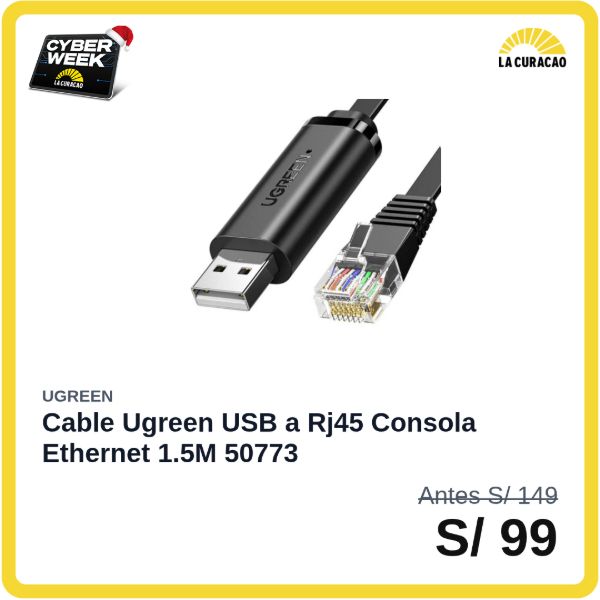 CYBER
WEEK
LA CURACAO
LA CURACAO
UGREEN
UGREEN
Cable Ugreen USB a Rj45 Consola
Ethernet 1.5M 50773
Antes S/ 149
S/ 99